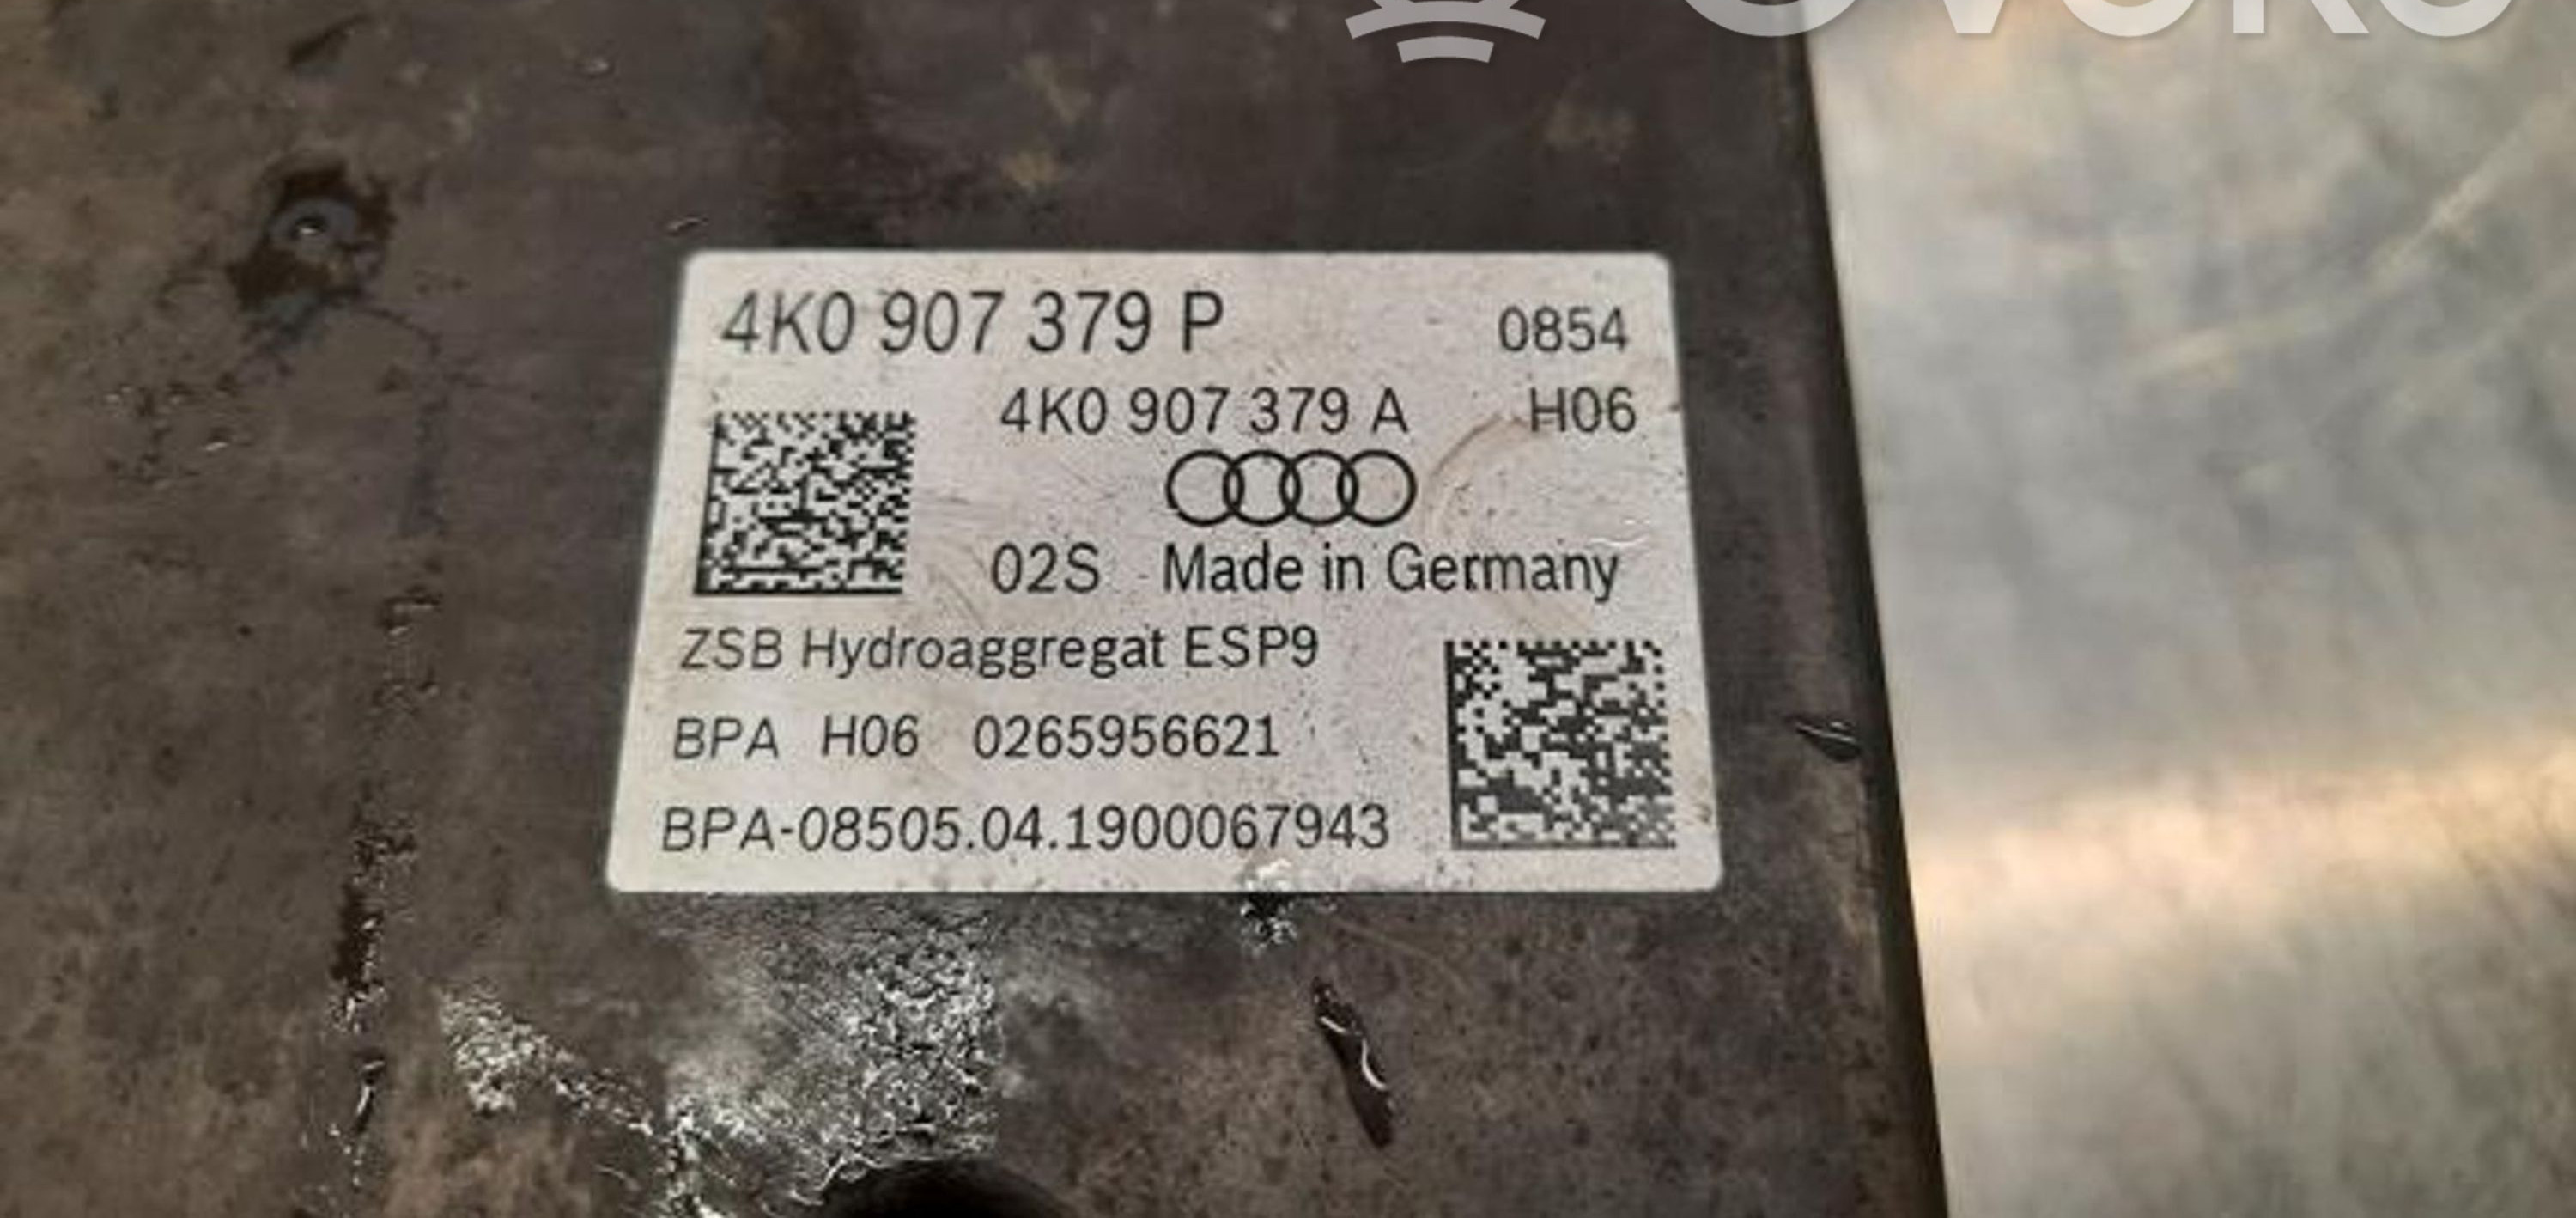 4K0 907 379 P 0854
4K0 907 379 A H06
02S Made in Germany
ZSB Hydroaggregat ESP9
BPA H06 0265956621
BPA-08505.04.1900067943